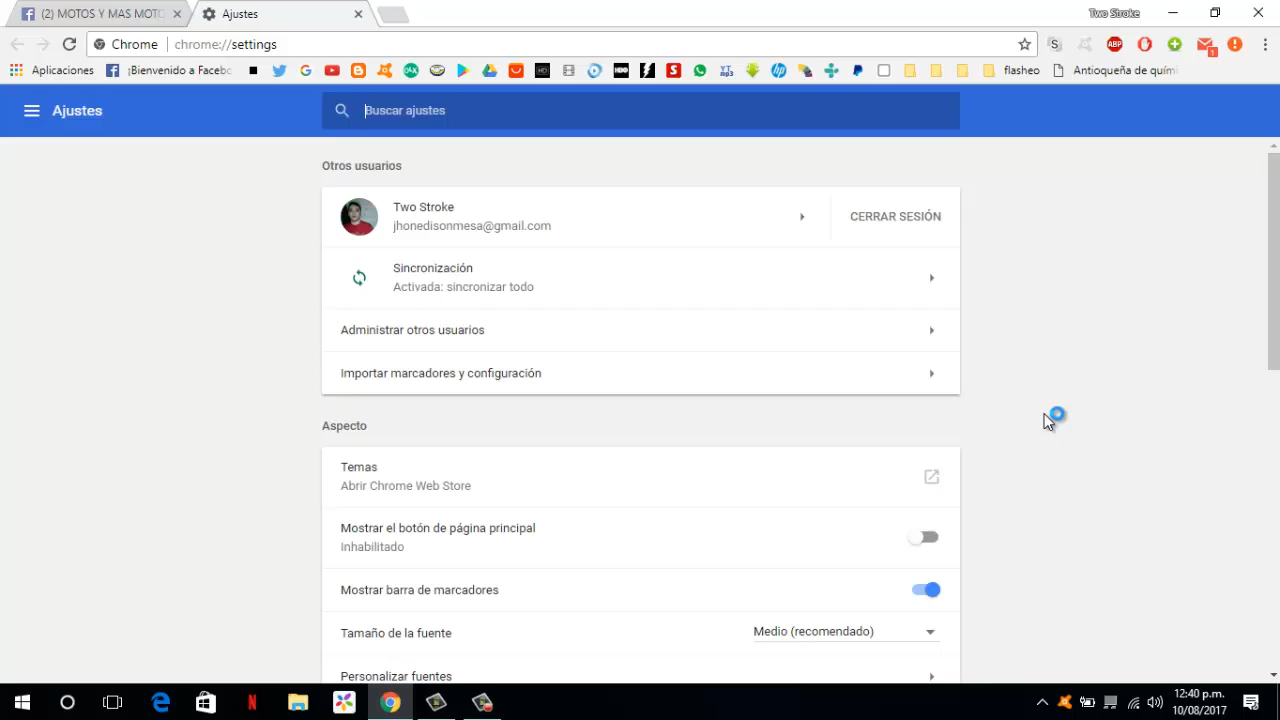 (2) MOTOS Y MAS MOTO
Ajustes
Two Stroke
Chrome
chrome://settings
ABP
1
Aplicaciones
¡Bienvenido a Facebo
flasheo
Antioqueña de quími
Ajustes
Buscar ajustes
Otros usuarios
Two Stroke
jhonedisonmesa@gmail.com
CERRAR SESIÓN
Sincronización
Activada: sincronizar todo
Administrar otros usuarios
Importar marcadores y configuración
Aspecto
Temas
Abrir Chrome Web Store
Mostrar el botón de página principal
Inhabilitado
Mostrar barra de marcadores
Tamaño de la fuente
Medio (recomendado)
Personalizar fuentes
12:40 p.m.
10/08/2017